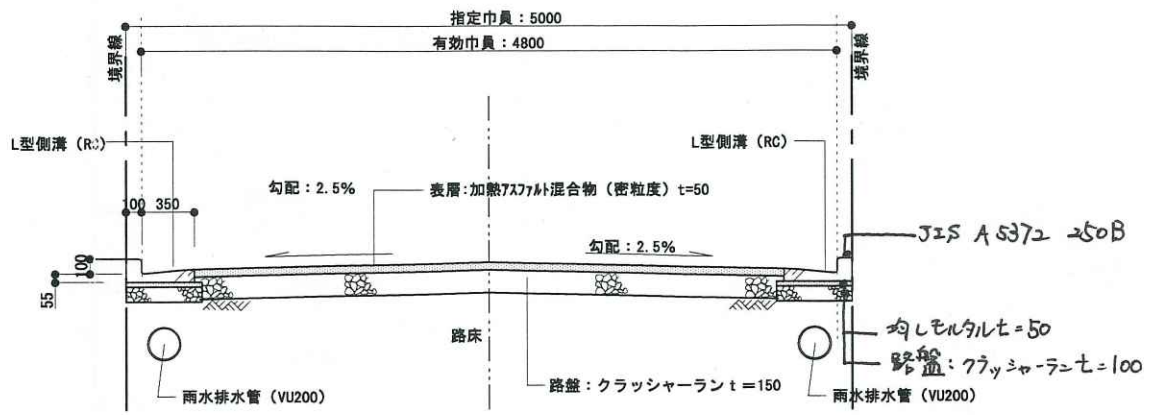 指定巾員：5000
有効巾員：4800
境界線
境界線
L型側溝（RC）
L型側溝（RC）
勾配：2.5%
表層:加熱アスファルト混合物（密粒度）t=50
100 350
勾配：2.5%
JIS A 5372 250B
100
55
均しモルタルt=50
路床
路盤：クラッシャーランt=100
路盤：クラッシャーランt=150
雨水排水管（VU200）
雨水排水管（VU200）